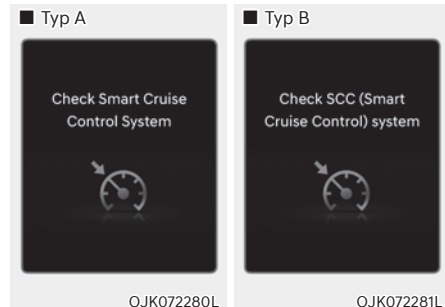 ■ Typ A
Check Smart Cruise
Control System
OJK072280L
■ Typ B
Check SCC (Smart
Cruise Control) system
OJK072281L